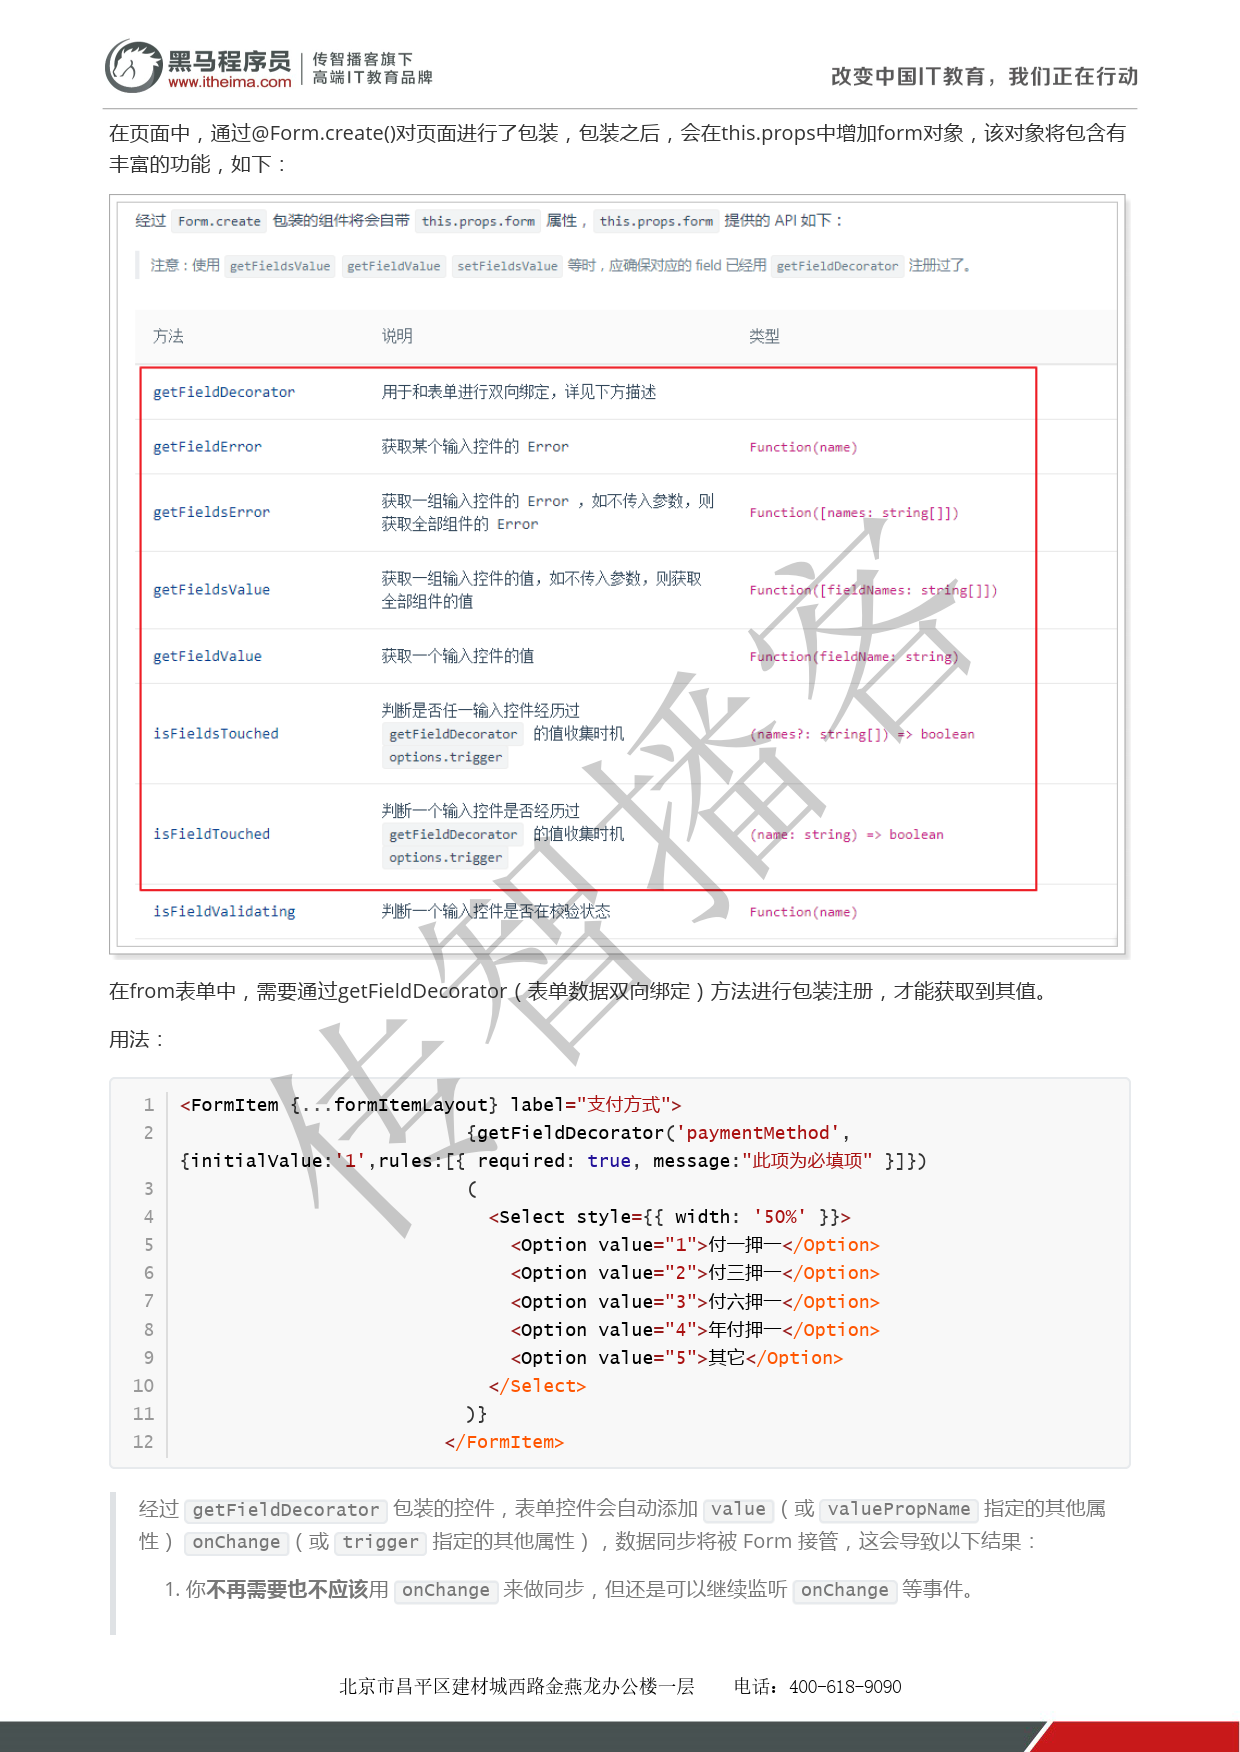 黑马程序员
www.itheima.com
传智播客旗下
高端IT教育品牌
改变中国IT教育，我们正在行动
在页面中，通过@Form.create()对页面进行了包装，包装之后，会在this.props中增加form对象，该对象将包含有
丰富的功能，如下：
经过 Form.create 包装的组件将会自带 this.props.form 属性，this.props.form 提供的 API 如下：
注意：使用 getFieldsValue getFieldValue setFieldsValue 等时，应确保对应的 field 已经用 getFieldDecorator 注册过了。
方法 说明 类型
getFieldDecorator 用于和表单进行双向绑定，详见下方描述
getFieldError 获取某个输入控件的 Error Function(name)
getFieldsError 获取一组输入控件的 Error ，如不传入参数，则
获取全部组件的 Error Function([names: string[]])
getFieldsValue 获取一组输入控件的值，如不传入参数，则获取
全部组件的值 Function([fieldNames: string[]])
getFieldValue 获取一个输入控件的值 Function(fieldName: string)
isFieldsTouched 判断是否任一输入控件经历过
getFieldDecorator 的值收集时机
options.trigger (names?: string[]) => boolean
isFieldTouched 判断一个输入控件是否经历过
getFieldDecorator 的值收集时机
options.trigger (name: string) => boolean
isFieldValidating 判断一个输入控件是否在校验状态 Function(name)
传智播客
在from表单中，需要通过getFieldDecorator（表单数据双向绑定）方法进行包装注册，才能获取到其值。
用法：
1 <FormItem {...formItemLayout} label="支付方式">
2 {getFieldDecorator('paymentMethod',
{initialValue:'1',rules:[{ required: true, message:"此项为必填项" }]})
3 (
4 <Select style={{ width: '50%' }}>
5 <Option value="1">付一押一</Option>
6 <Option value="2">付三押一</Option>
7 <Option value="3">付六押一</Option>
8 <Option value="4">年付押一</Option>
9 <Option value="5">其它</Option>
10 </Select>
11 )}
12 </FormItem>
经过 getFieldDecorator 包装的控件，表单控件会自动添加 value （或 valuePropName 指定的其他属
性） onChange （或 trigger 指定的其他属性），数据同步将被 Form 接管，这会导致以下结果：
1. 你不再需要也不应该用 onChange 来做同步，但还是可以继续监听 onChange 等事件。
北京市昌平区建材城西路金燕龙办公楼一层 电话：400-618-9090